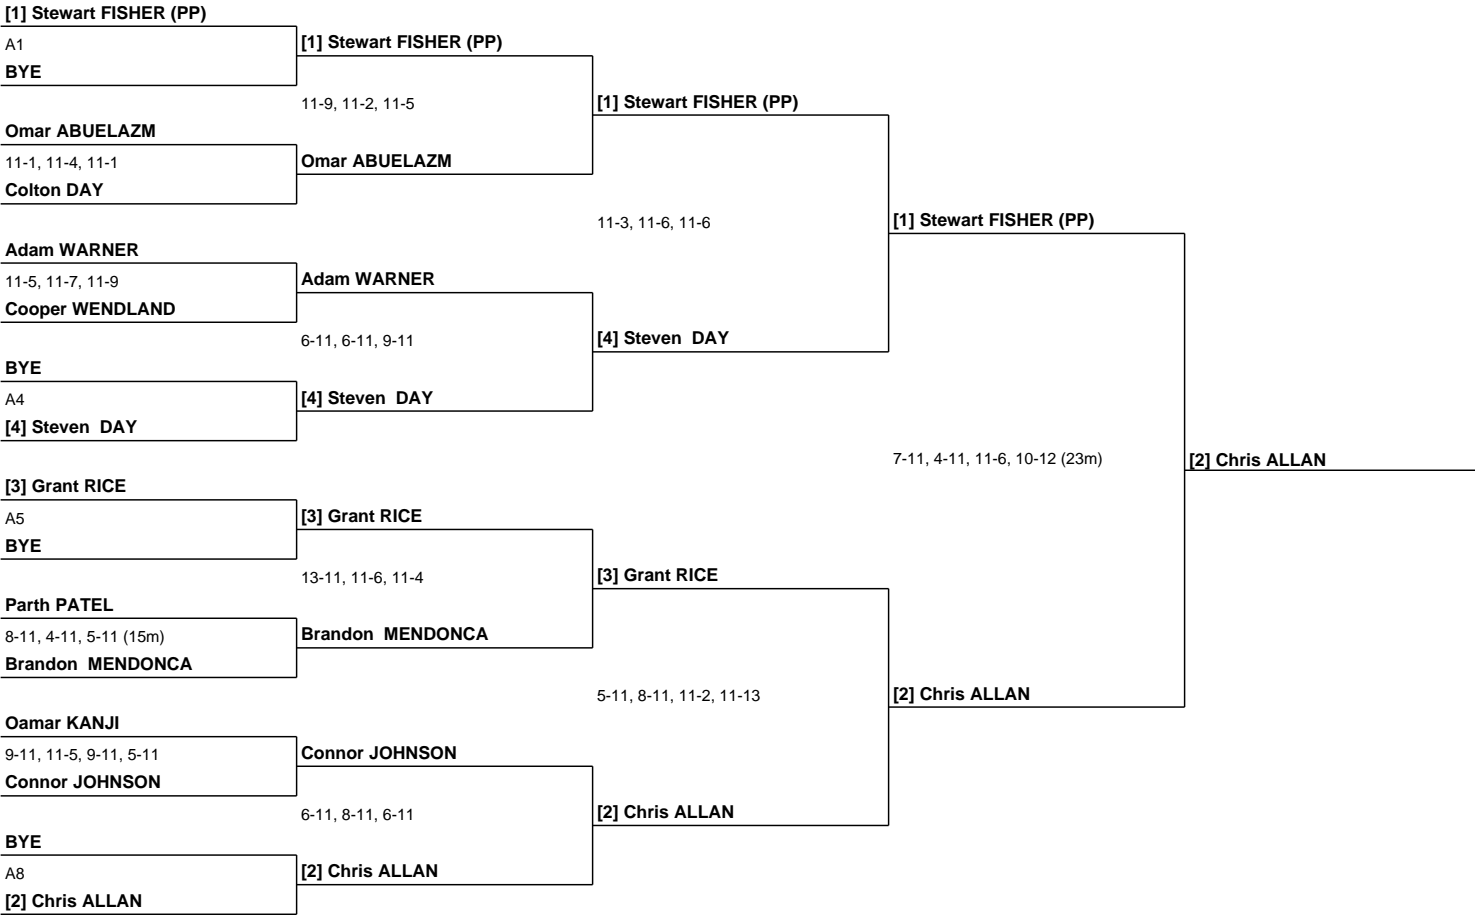 [1] Stewart FISHER (PP)
A1
BYE
Omar ABUELAZM
11-1, 11-4, 11-1
Colton DAY
Adam WARNER
11-5, 11-7, 11-9
Cooper WENDLAND
BYE
A4
[4] Steven DAY
[3] Grant RICE
A5
BYE
Parth PATEL
8-11, 4-11, 5-11 (15m)
Brandon MENDONCA
Oamar KANJI
9-11, 11-5, 9-11, 5-11
Connor JOHNSON
BYE
A8
[2] Chris ALLAN
[1] Stewart FISHER (PP)
11-9, 11-2, 11-5
Omar ABUELAZM
Adam WARNER
6-11, 6-11, 9-11
[4] Steven DAY
[3] Grant RICE
13-11, 11-6, 11-4
Brandon MENDONCA
Connor JOHNSON
6-11, 8-11, 6-11
[2] Chris ALLAN
[1] Stewart FISHER (PP)
11-3, 11-6, 11-6
[4] Steven DAY
[3] Grant RICE
5-11, 8-11, 11-2, 11-13
[2] Chris ALLAN
[1] Stewart FISHER (PP)
7-11, 4-11, 11-6, 10-12 (23m)
[2] Chris ALLAN
[2] Chris ALLAN